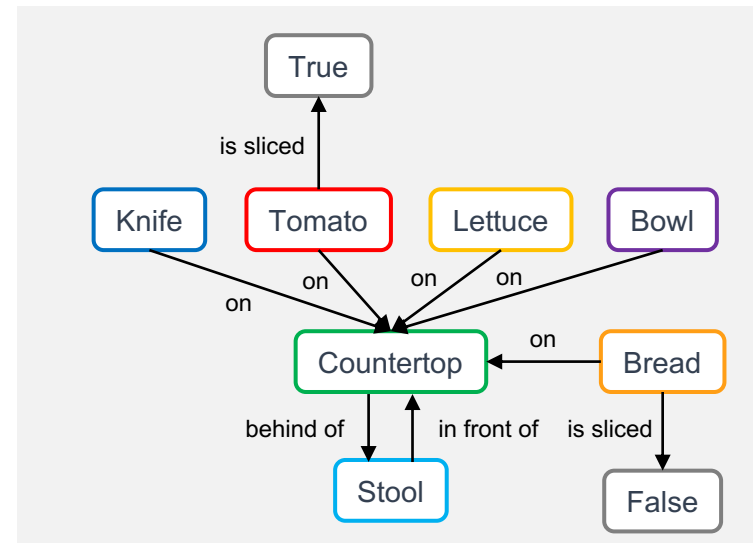 True
is sliced
Knife
Tomato
Lettuce
Bowl
on
on
on
on
Countertop
on
Bread
behind of
in front of
is sliced
Stool
False